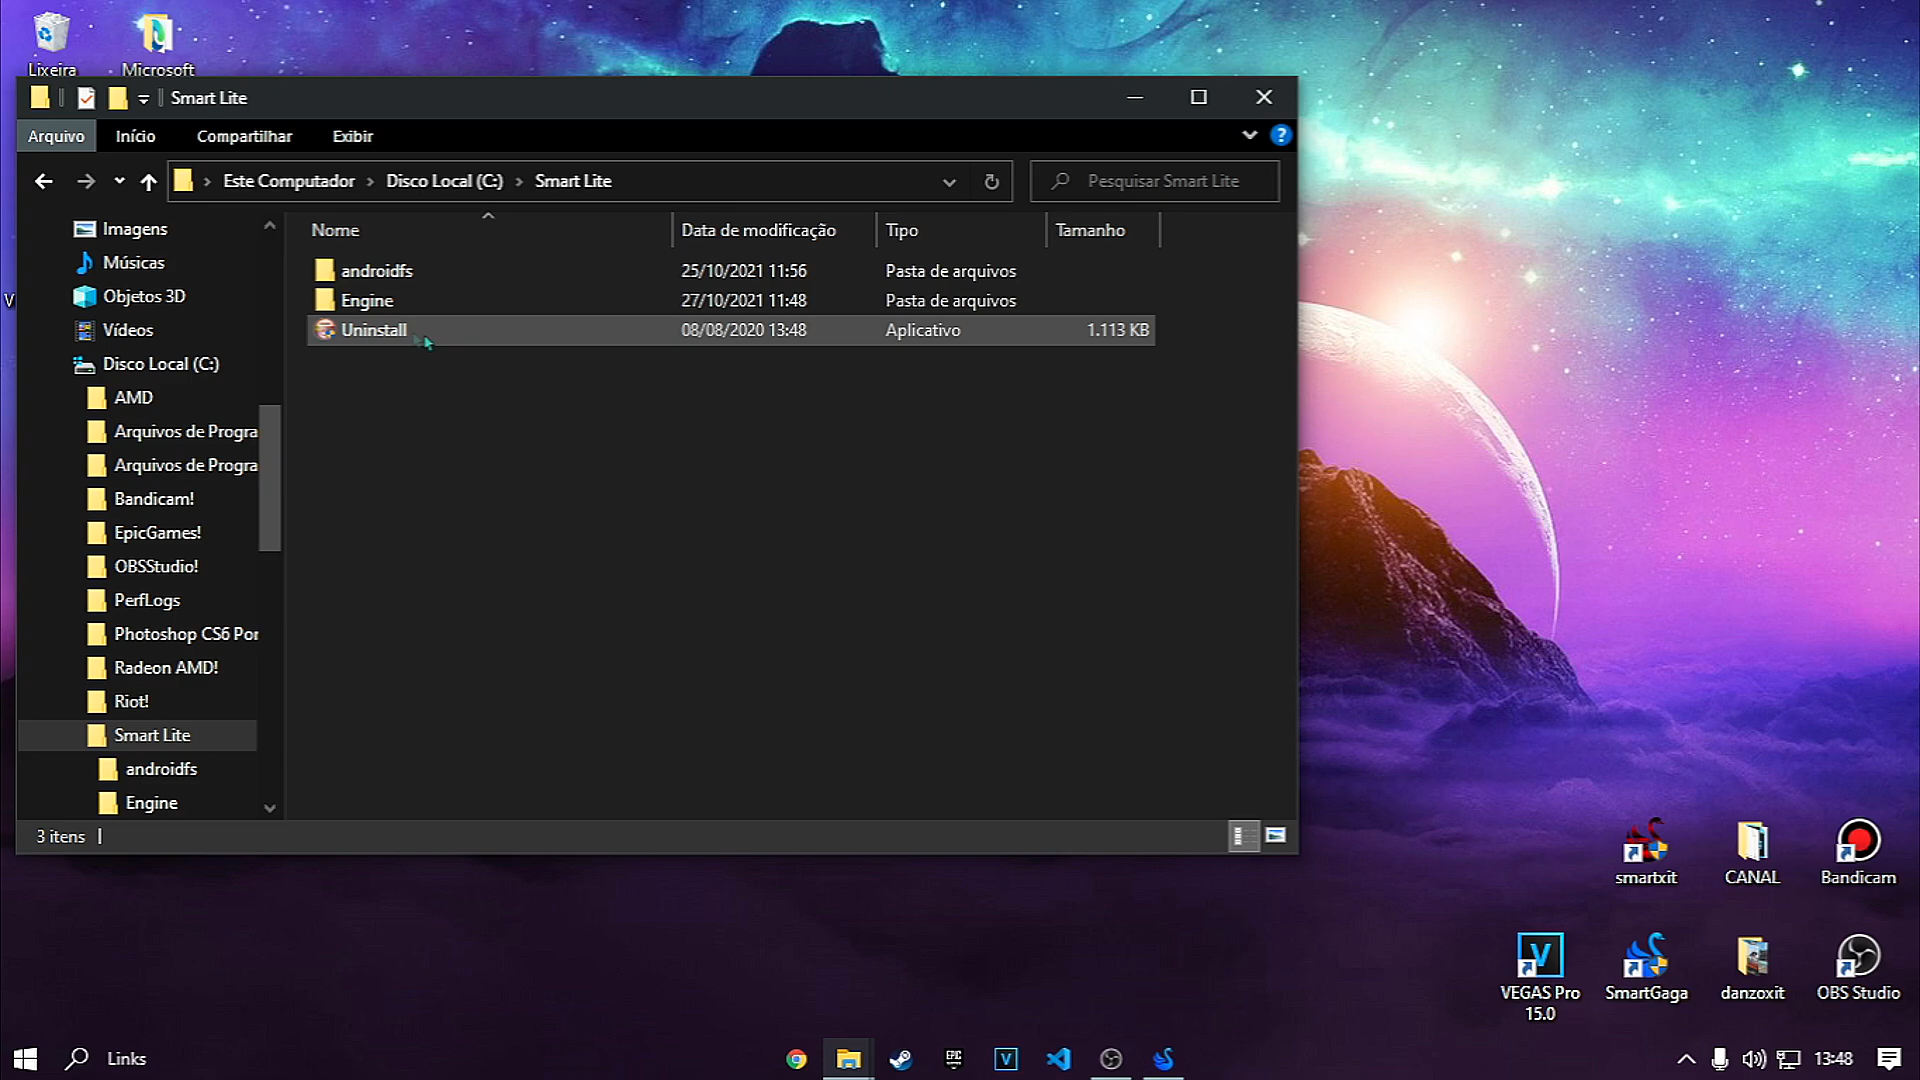 Lixeira
Microsoft
Smart Lite
Arquivo
Início
Compartilhar
Exibir
?
Este Computador
Disco Local (C:)
Smart Lite
Pesquisar Smart Lite
Imagens
Músicas
Objetos 3D
Vídeos
Disco Local (C:)
AMD
Arquivos de Progra
Arquivos de Progra
Bandicam!
EpicGames!
OBSStudio!
PerfLogs
Photoshop CS6 Por
Radeon AMD!
Riot!
Smart Lite
androidfs
Engine
Nome
Data de modificação
Tipo
Tamanho
androidfs
25/10/2021 11:56
Pasta de arquivos
Engine
27/10/2021 11:48
Pasta de arquivos
Uninstall
08/08/2020 13:48
Aplicativo
1.113 KB
3 itens
V
smartxit
CANAL
Bandicam
V
VEGAS Pro
15.0
SmartGaga
danzoxit
OBS Studio
Links
EPIC
V
13:48